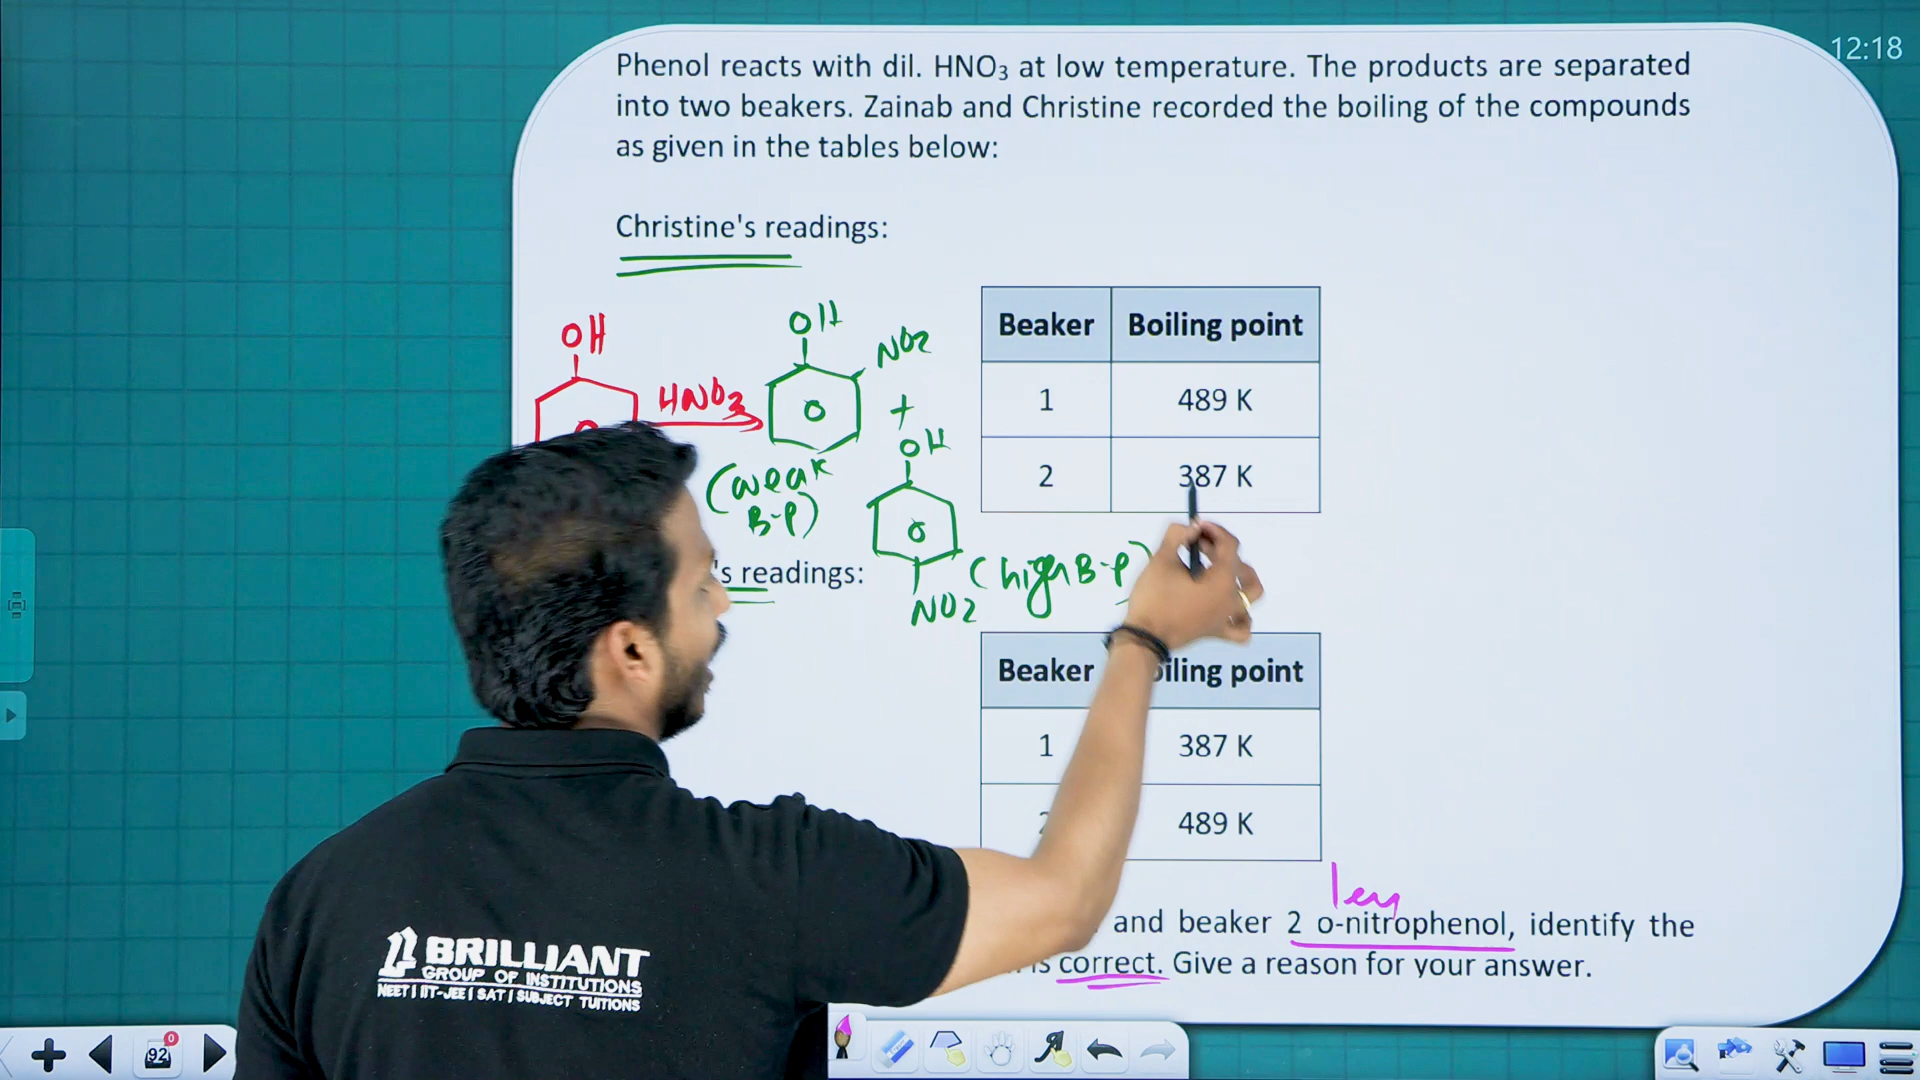 12:18
Phenol reacts with dil. HNO₃ at low temperature. The products are separated
into two beakers. Zainab and Christine recorded the boiling of the compounds
as given in the tables below:
Christine's readings:
OH
HNO3
OH
NO2
+
(weak
B-P)
OH
NO2
(high B-P)
Beaker Boiling point
1 489 K
2 387 K
's readings:
Beaker iling point
1 387 K
489 K
and beaker 2 o-nitrophenol, identify the
is correct. Give a reason for your answer.
BRILLIANT
GROUP OF INSTITUTIONS
NEET | IIT-JEE | SAT | SUBJECT TUITIONS
92
0